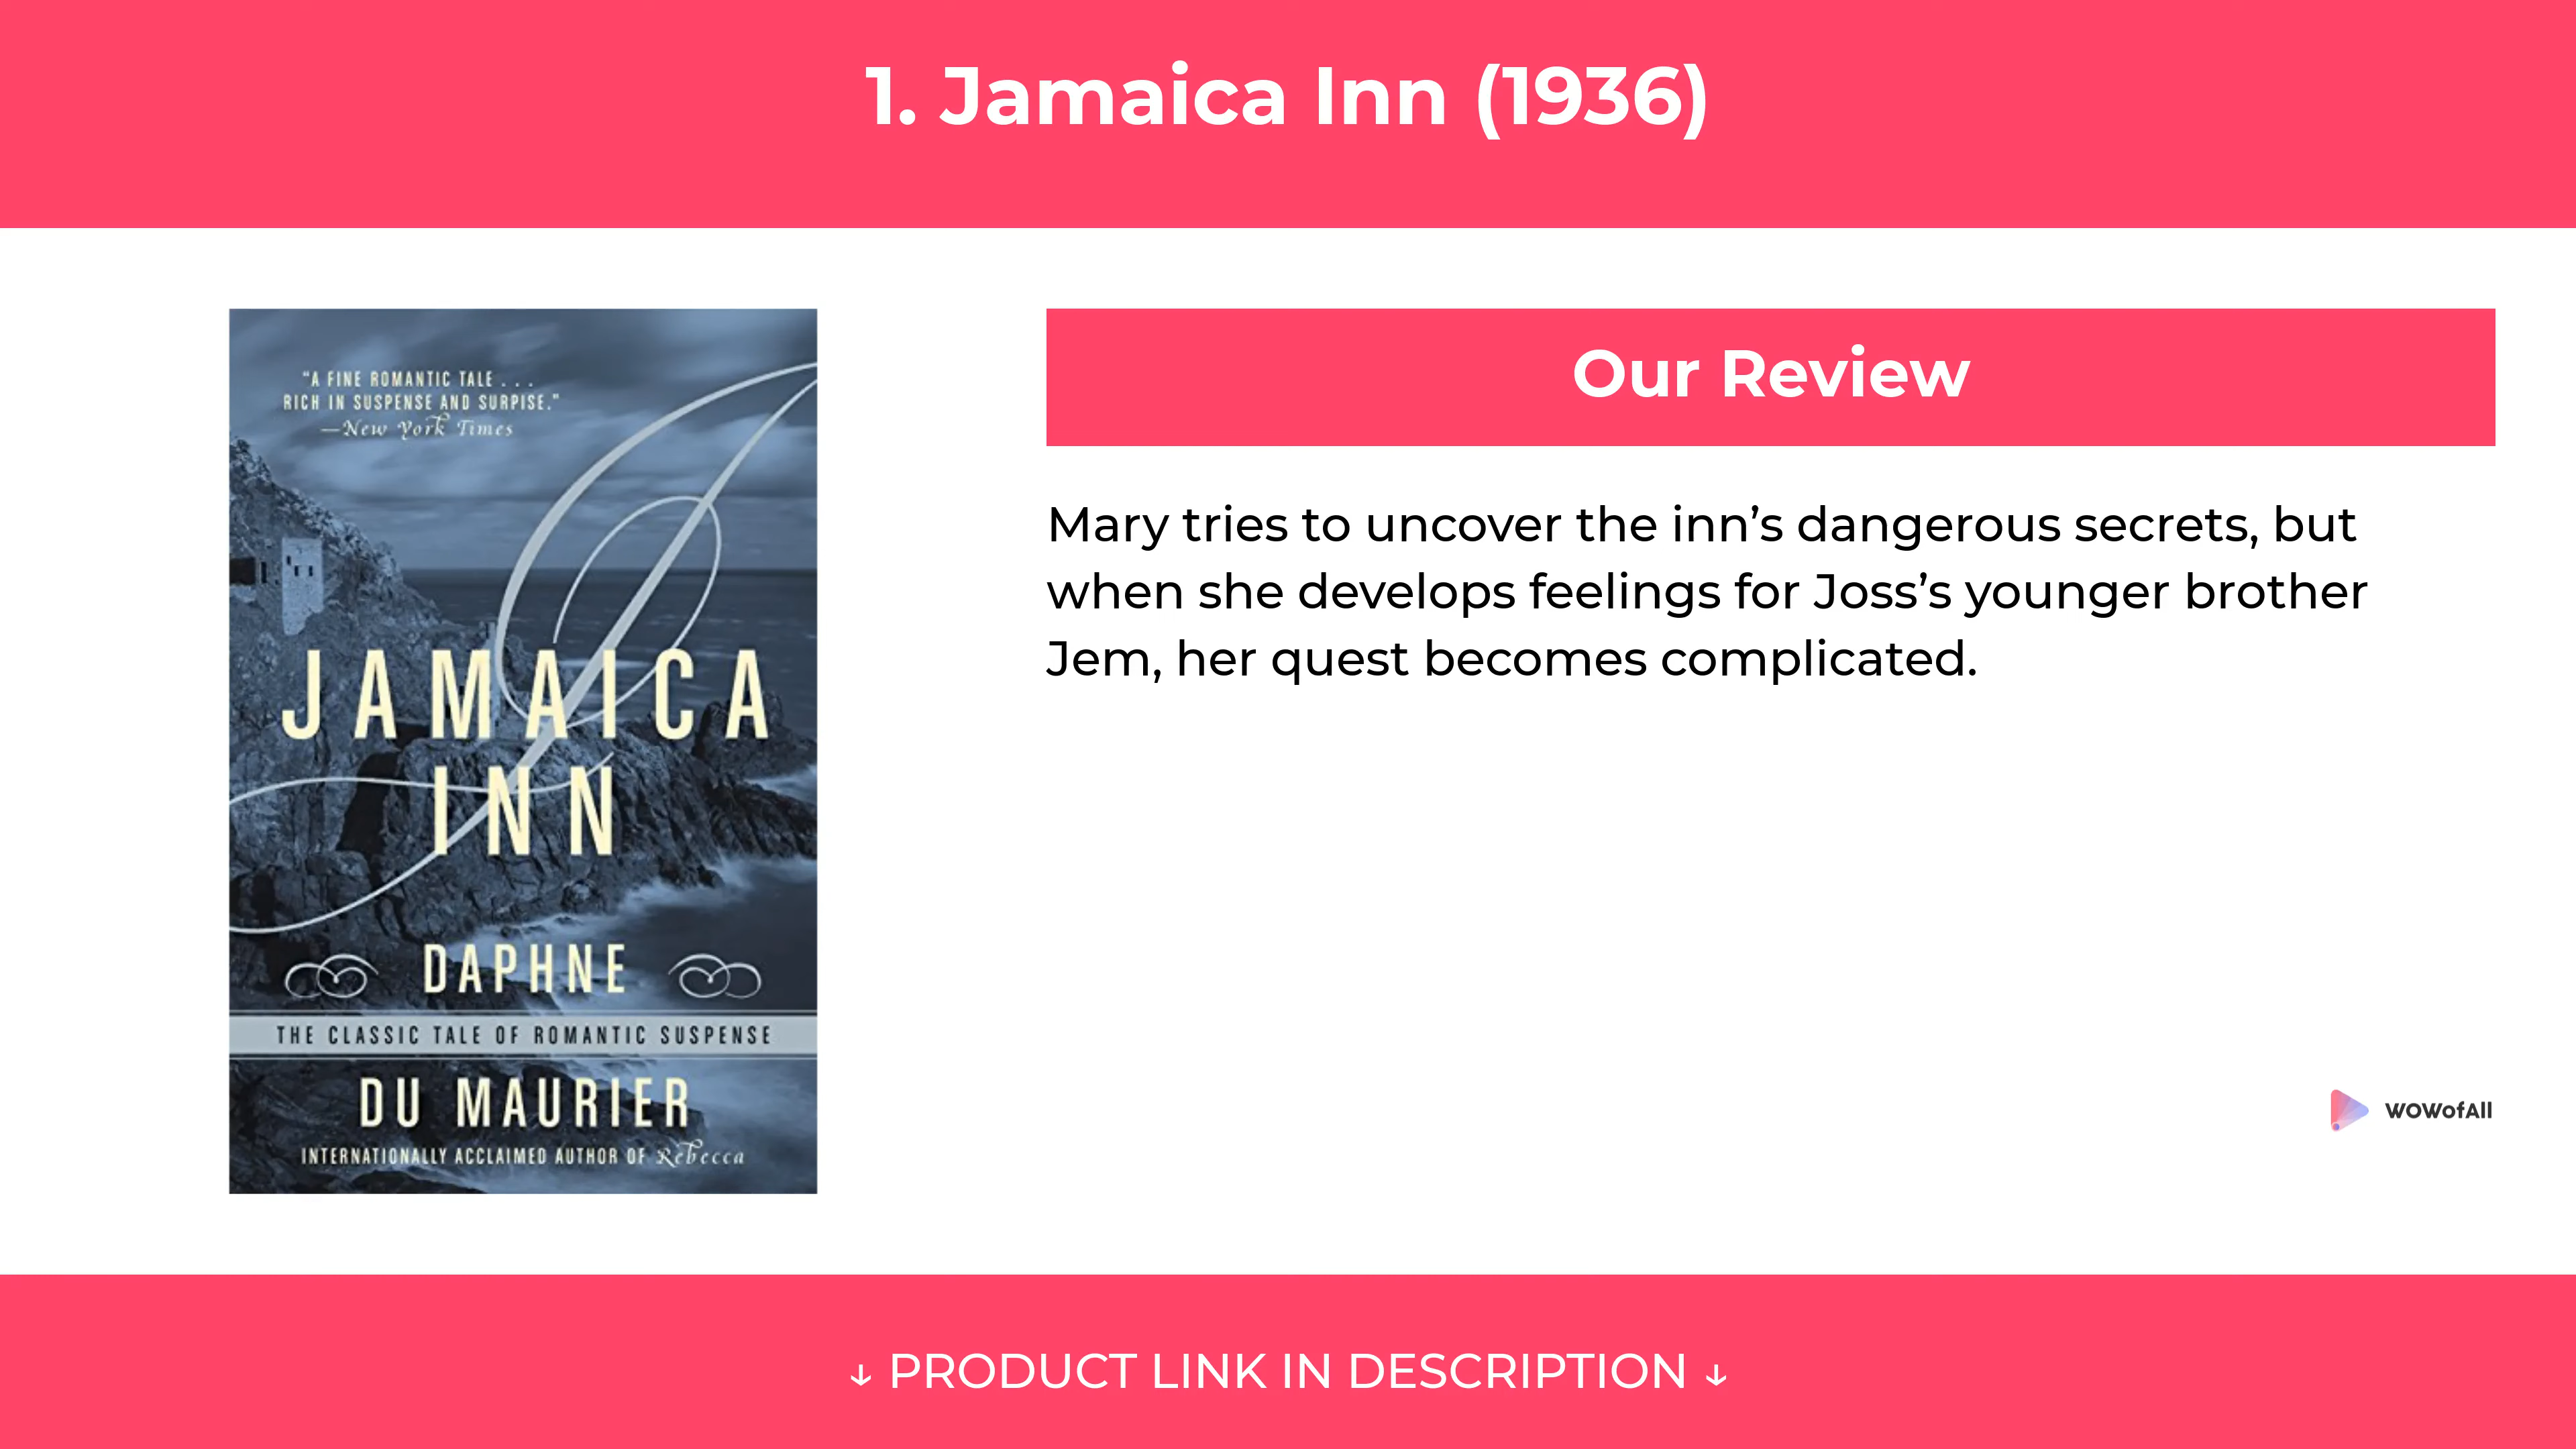 1. Jamaica Inn (1936)
"A FINE ROMANTIC TALE . . .
RICH IN SUSPENSE AND SURPISE."
—New York Times
J
JAMAICA
INN
DAPHNE
THE CLASSIC TALE OF ROMANTIC SUSPENSE
DU MAURIER
INTERNATIONALLY ACCLAIMED AUTHOR OF Rebecca
Our Review
Mary tries to uncover the inn’s dangerous secrets, but
when she develops feelings for Joss’s younger brother
Jem, her quest becomes complicated.
wowofAll
↓ PRODUCT LINK IN DESCRIPTION ↓